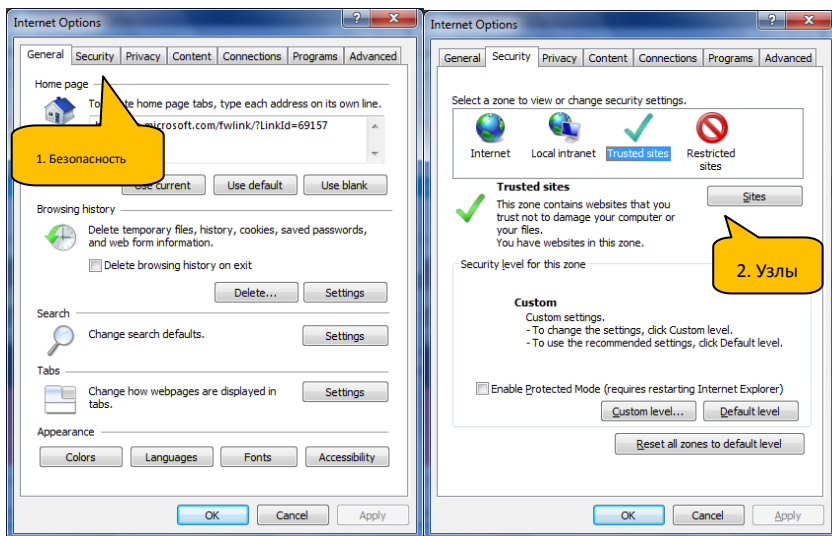 Internet Options
General Security Privacy Content Connections Programs Advanced
Home page
To te home page tabs, type each address on its own line.
microsoft.com/fwlink/?LinkId=69157
1. Безопасность
rrent Use default Use blank
Browsing history
Delete temporary files, history, cookies, saved passwords,
and web form information.
Delete browsing history on exit
Delete... Settings
Search
Change search defaults. Settings
Tabs
Change how webpages are displayed in
tabs.
Settings
Appearance
Colors Languages Fonts Accessibility
OK Cancel Apply
Internet Options
General Security Privacy Content Connections Programs Advanced
Select a zone to view or change security settings.
Internet Local intranet Trusted sites Restricted
sites
Trusted sites
This zone contains websites that you
trust not to damage your computer or
your files.
You have websites in this zone.
Sites
2. Узлы
Security level for this zone
Custom
Custom settings.
- To change the settings, click Custom level.
- To use the recommended settings, click Default level.
Enable Protected Mode (requires restarting Internet Explorer)
Custom level... Default level
Reset all zones to default level
OK Cancel Apply